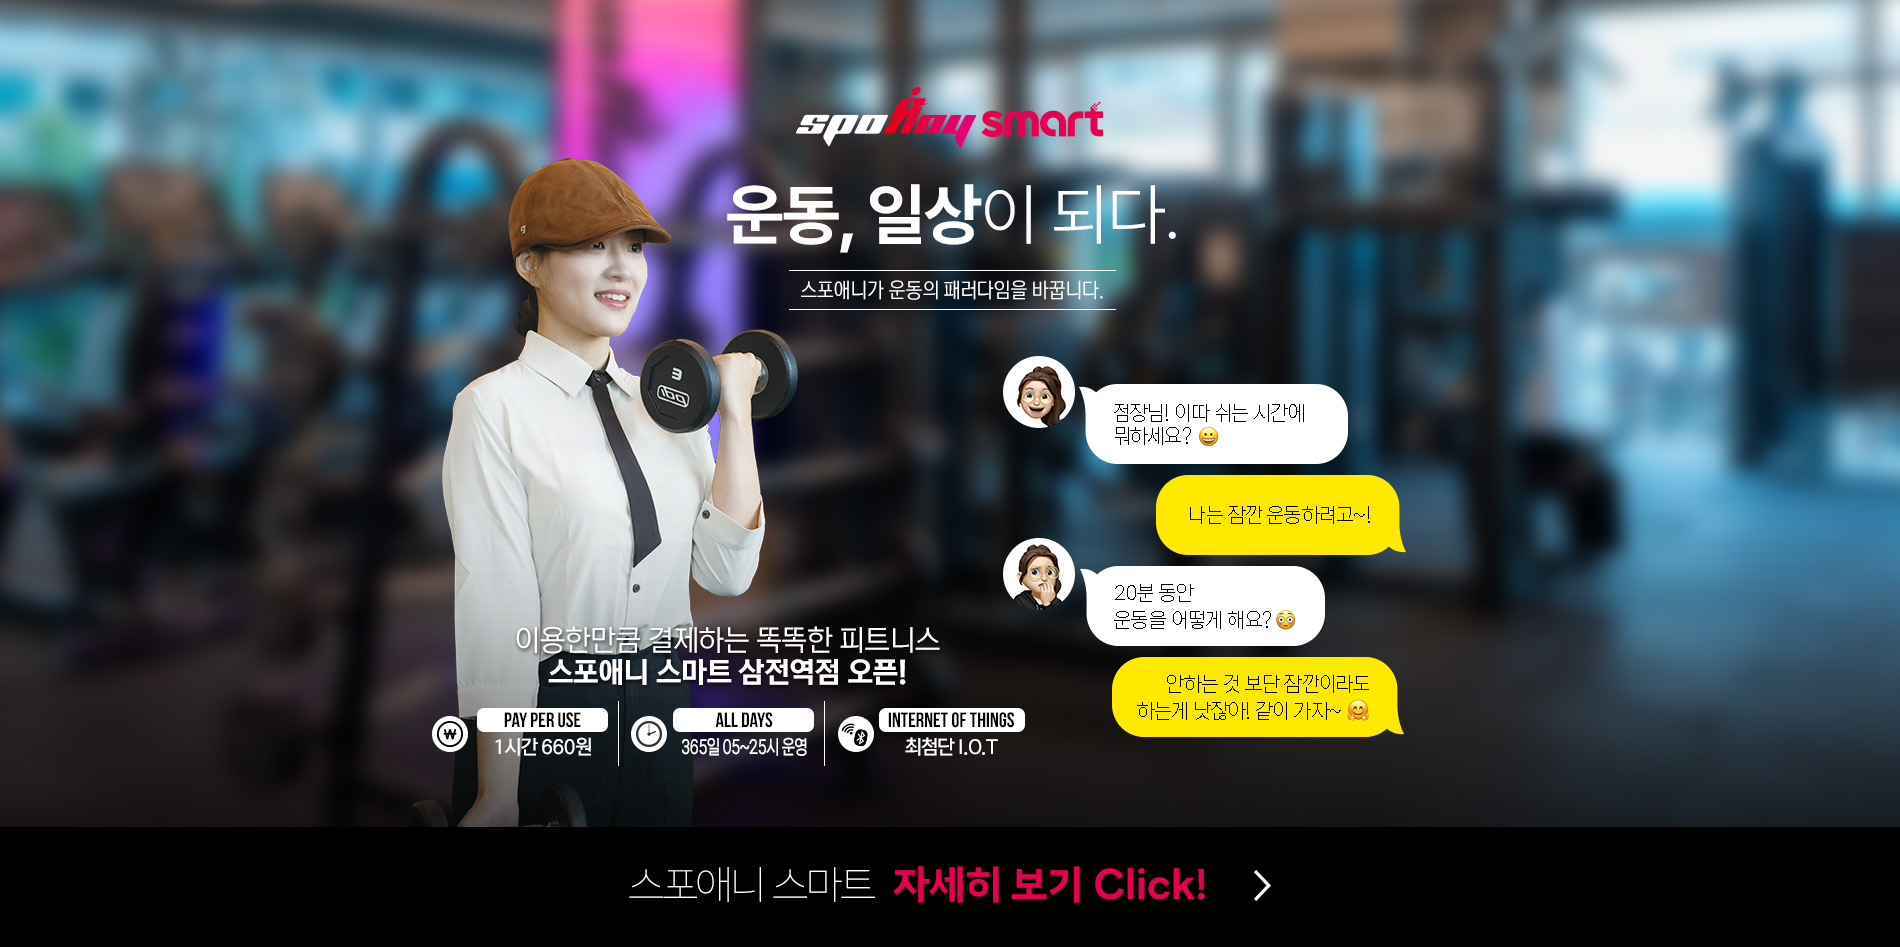 spoAny smart
운동, 일상이 되다.
스포애니가 운동의 패러다임을 바꿉니다.
점장님! 이따 쉬는 시간에
뭐하세요? 😀
나는 잠깐 운동하려고~!
20분 동안
운동을 어떻게 해요? 😳
안하는 것 보단 잠깐이라도
하는게 낫잖아! 같이 가자~ 🤗
3
이용한만큼 결제하는 똑똑한 피트니스
스포애니 스마트 삼전역점 오픈!
₩ PAY PER USE
1시간 660원
ALL DAYS
365일 05~25시 운영
INTERNET OF THINGS
최첨단 I.O.T
스포애니 스마트 자세히 보기 Click!